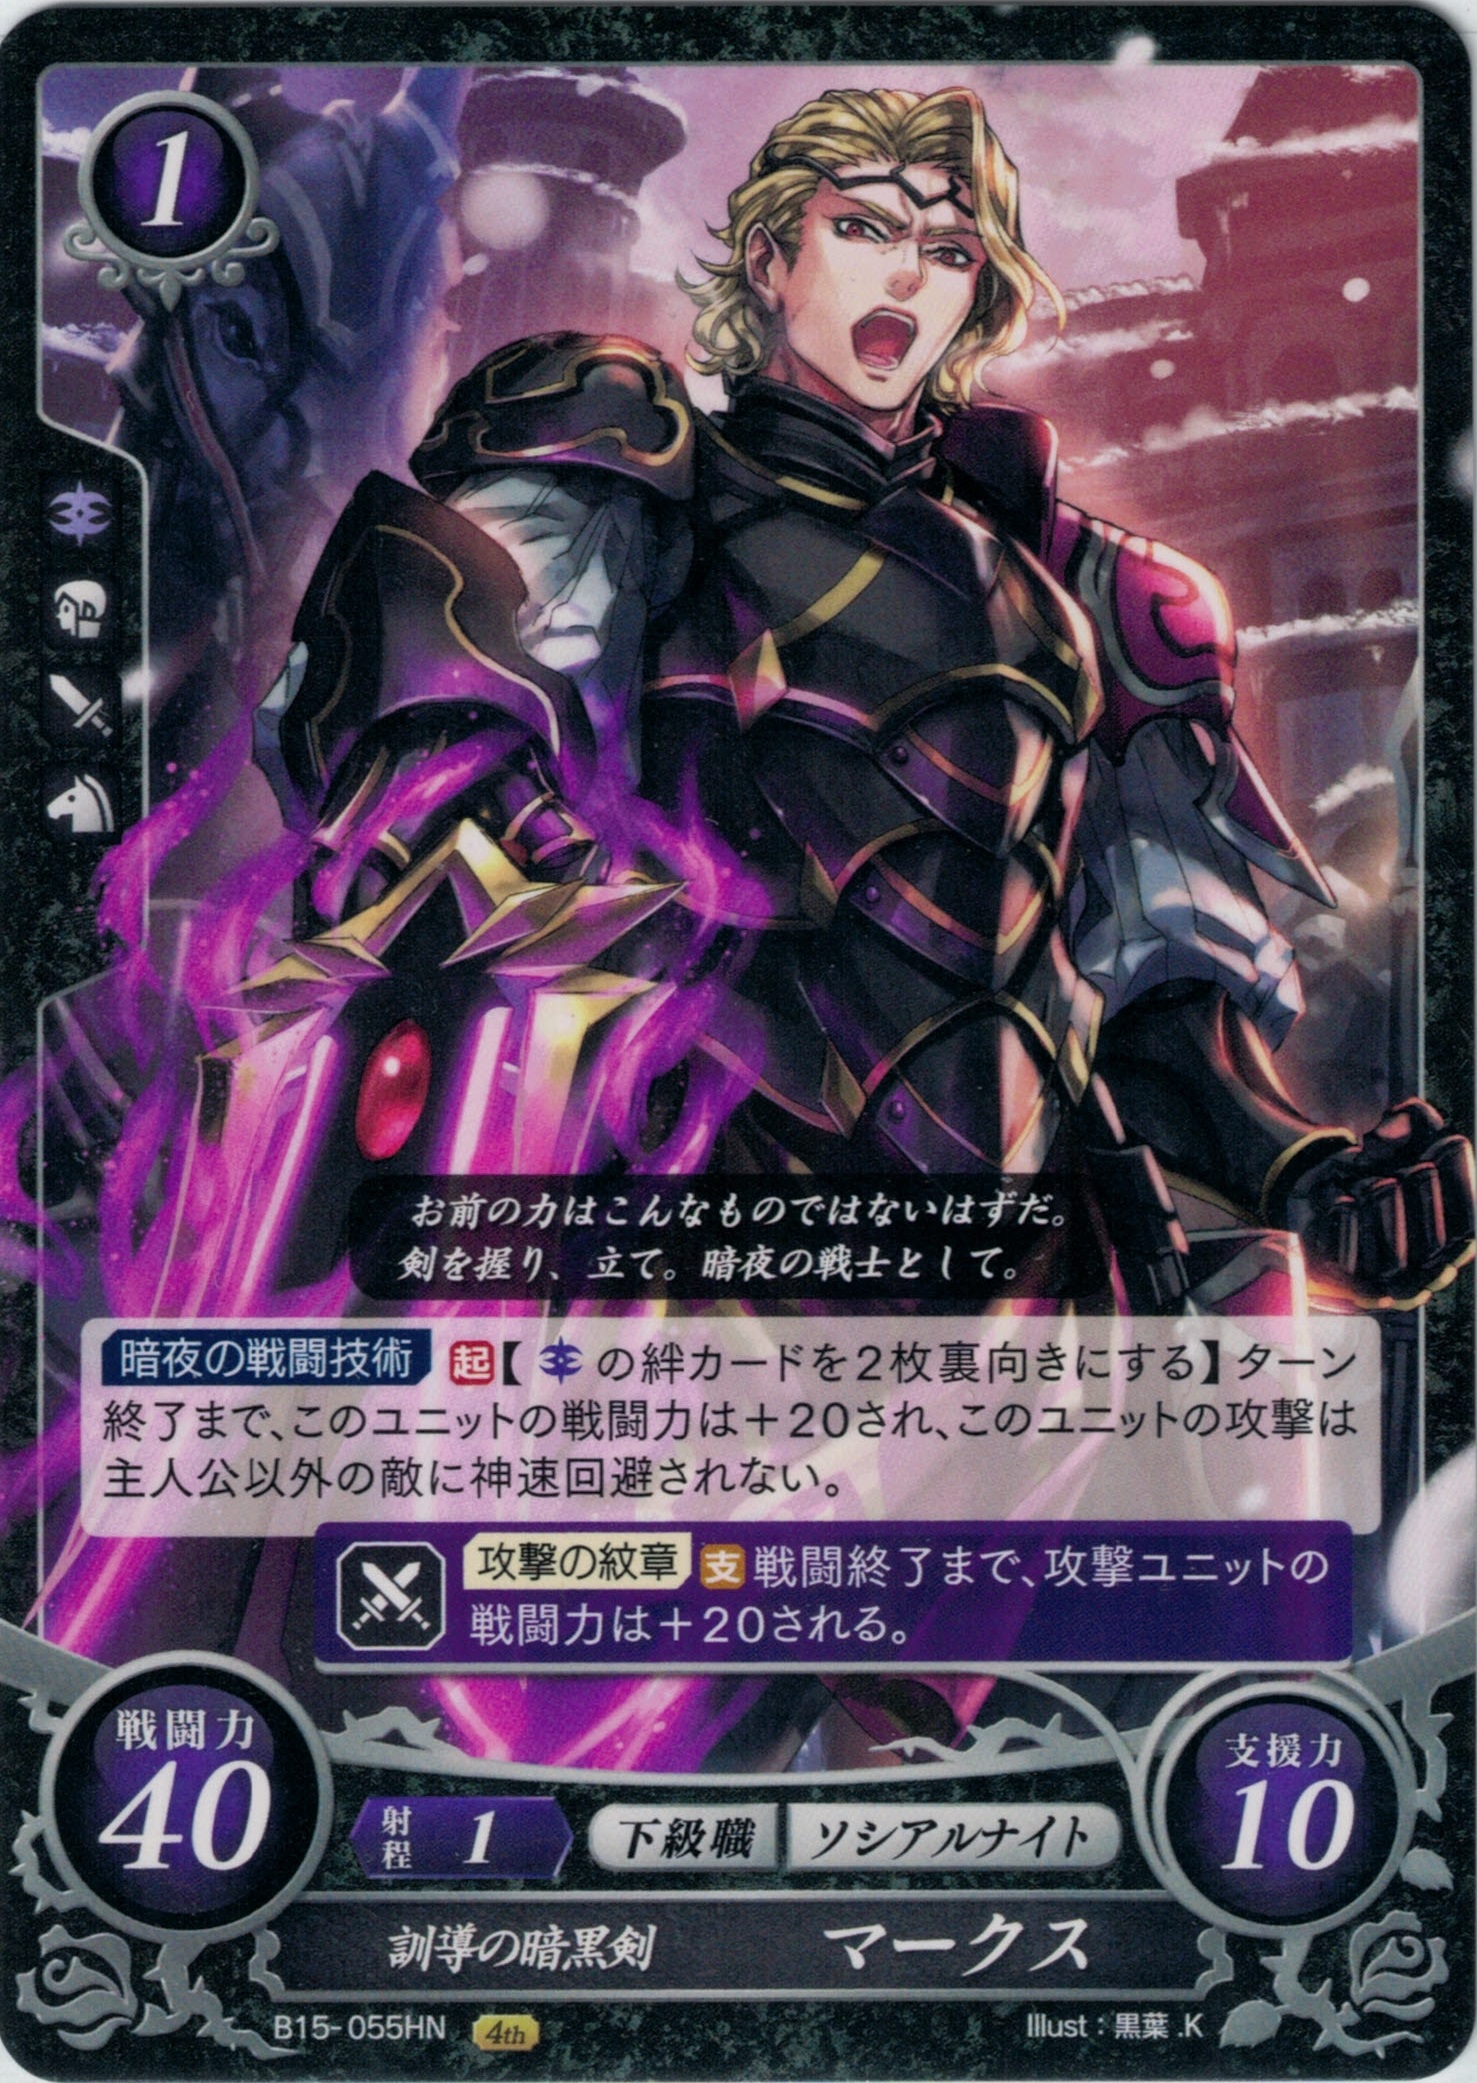 1
お前の力はこんなものではないはずだ。
剣を握り、立て。暗夜の戦士として。
暗夜の戦闘技術 起【 の絆カードを2枚裏向きにする】ターン
終了まで、このユニットの戦闘力は+20され、このユニットの攻撃は
主人公以外の敵に神速回避されない。
攻撃の紋章 支 戦闘終了まで、攻撃ユニットの
戦闘力は+20される。
戦闘力
40
射程 1
下級職 ソシアルナイト
支援力
10
訓導の暗黒剣 マークス
B15-055HN 4th Illust:黒葉.K